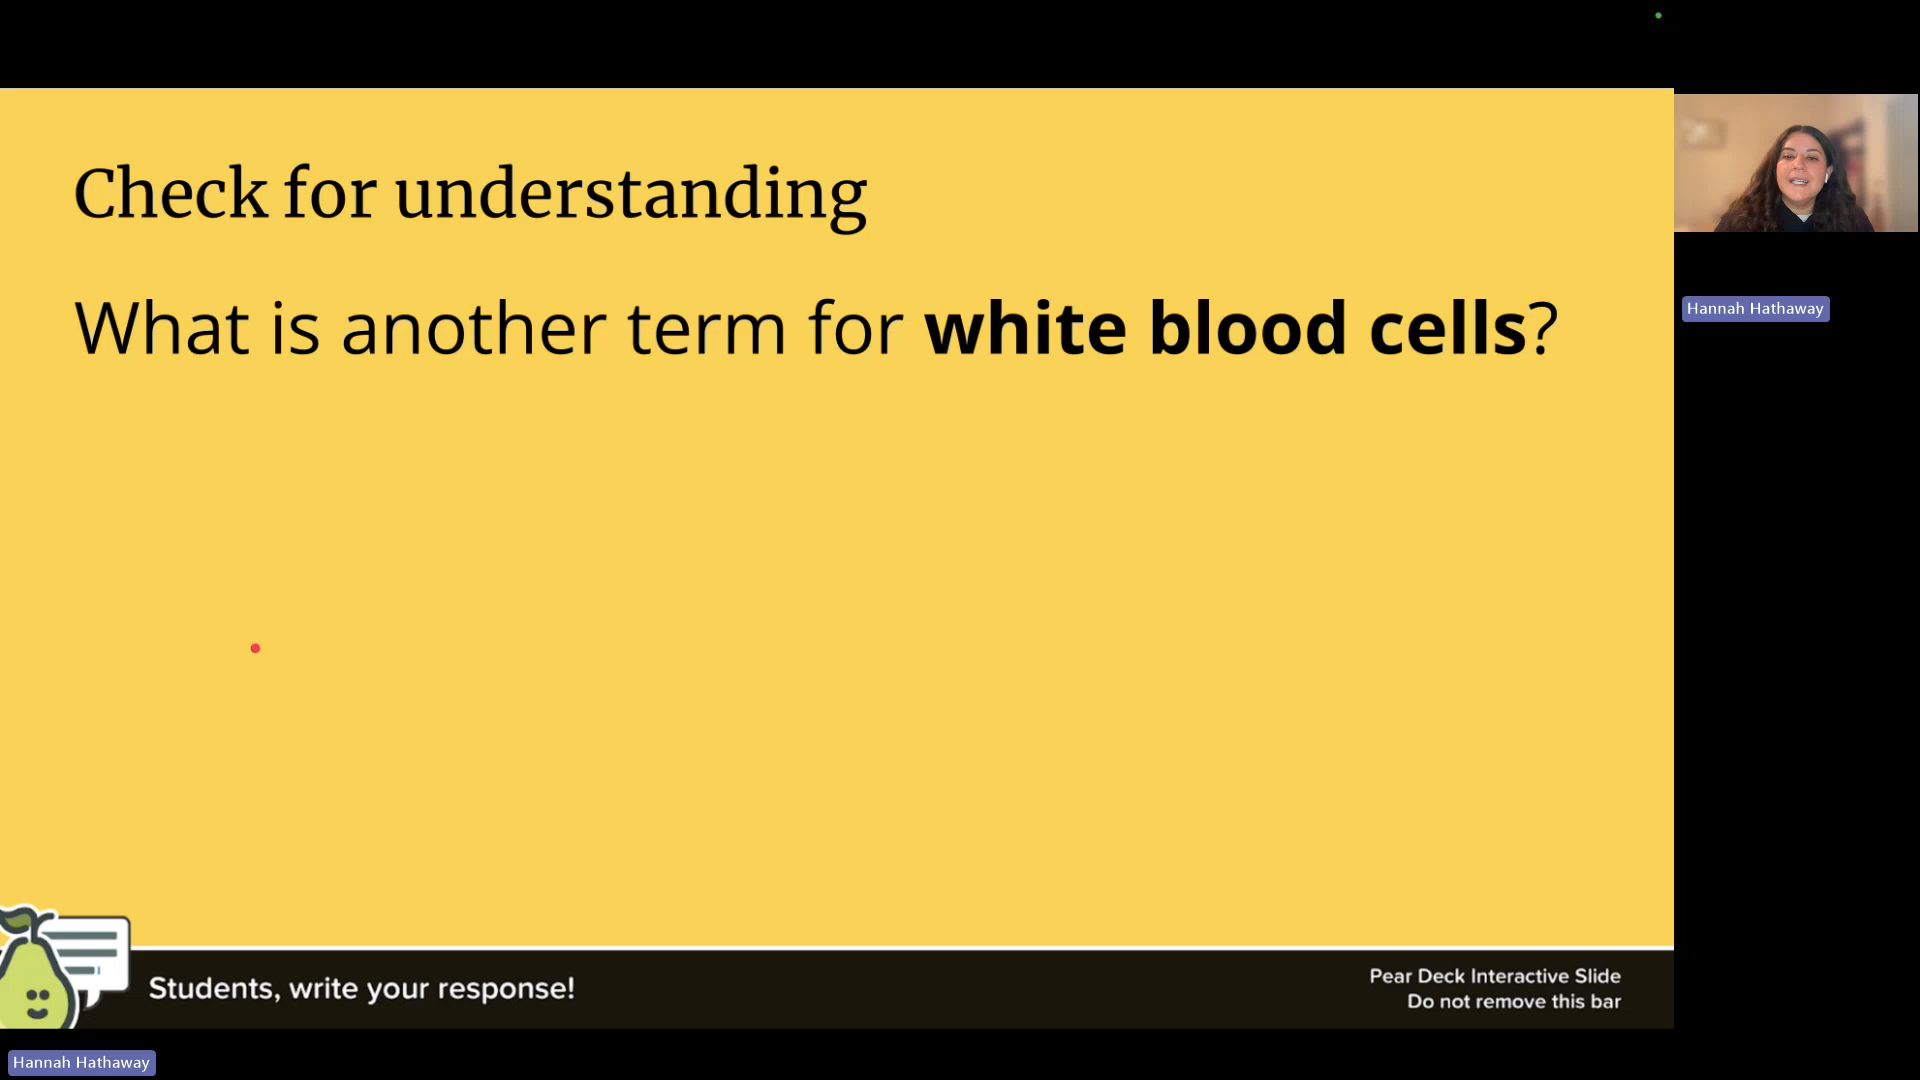 Check for understanding
What is another term for white blood cells?
Hannah Hathaway
Students, write your response!
Pear Deck Interactive Slide
Do not remove this bar
Hannah Hathaway